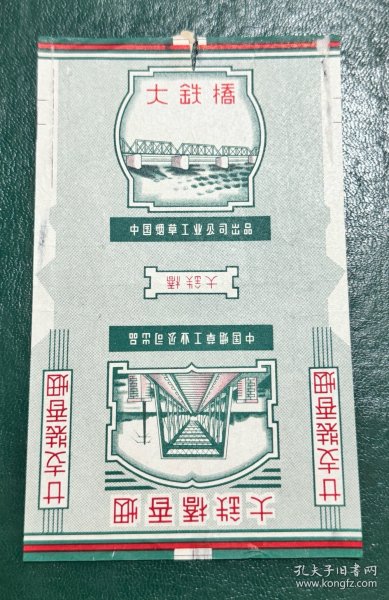 大鉄橋
中国烟草工业公司出品
大鉄橋
中国烟草工业公司出品
廿支裝香烟
廿支裝香烟
大鉄橋香烟
孔夫子旧书网
www.kongfz.com